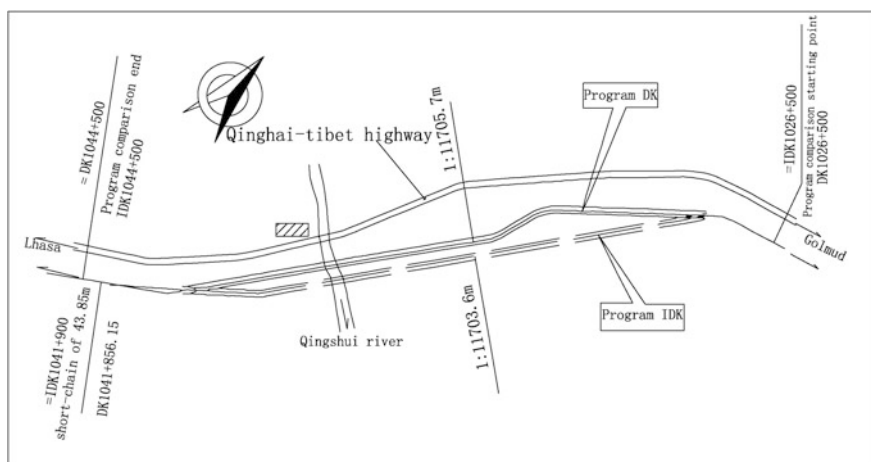 = DK1044+500
Program comparison end
IDK1044+500
Qinghai-tibet highway
1:11705.7m
Program DK
=IDK1026+500
Program comparison starting point
DK1026+500
Lhasa
Golmud
=IDK1041+900
short-chain of 43.85m
DK1041+856.15
Qingshui river
1:11703.6m
Program IDK